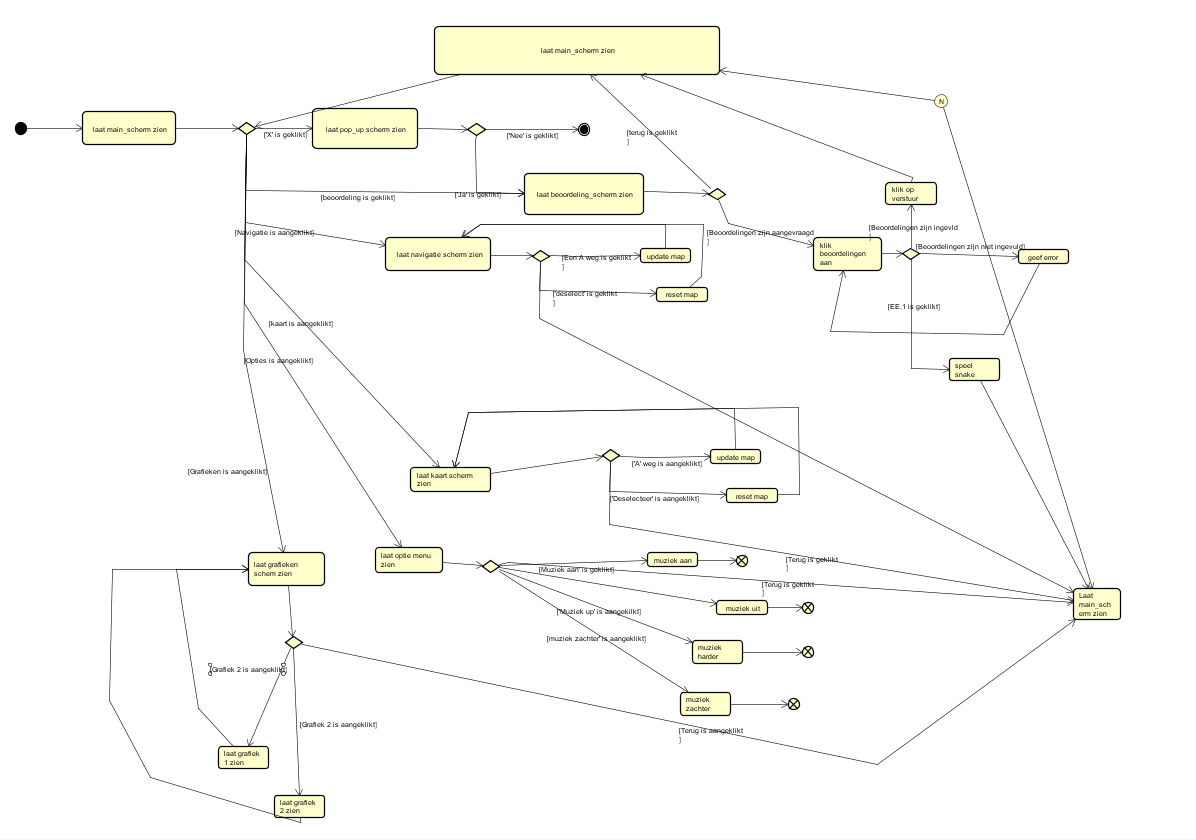 laat main_scherm zien
N
laat main_scherm zien
laat pop_up scherm zien
['X' is geklikt]
['Nee' is geklikt]
[terug is geklikt
]
klik op
verstuur
['Ja' is geklikt]
laat beoordeling_scherm zien
[beoordeling is geklikt]
[Navigatie is aangeklikt]
[Beoordelingen zijn aangevraagd
]
[Beoordelingen zijn ingevld
]
[Beoordelingen zijn niet ingevuld]
laat navigatie scherm zien
[Een A weg is geklikt
]
update map
klik
beoordelingen
aan
geef error
['deselect' is geklikt
]
reset map
[EE.1 is geklikt]
[kaart is aangeklikt]
[Opties is aangeklikt]
speel
snake
[Grafieken is aangeklikt]
laat kaart scherm
zien
['A' weg is aangeklikt]
update map
['Deselecteer' is aangeklikt]
reset map
laat grafieken
schem zien
laat optie menu
zien
[Muziek aan' is geklikt]
muziek aan
[Terug is geklikt
]
[Terug is geklikt
]
Laat
main_sch
erm zien
['Muziek up' is aangekilkt]
muziek uit
[muziek zachter' is aangeklikt]
muziek
harder
[Grafiek 2 is aangeklikt]
muziek
zachter
[Grafiek 2 is aangeklikt]
[Terug is aangeklikt
]
laat grafiek
1 zien
laat grafiek
2 zien